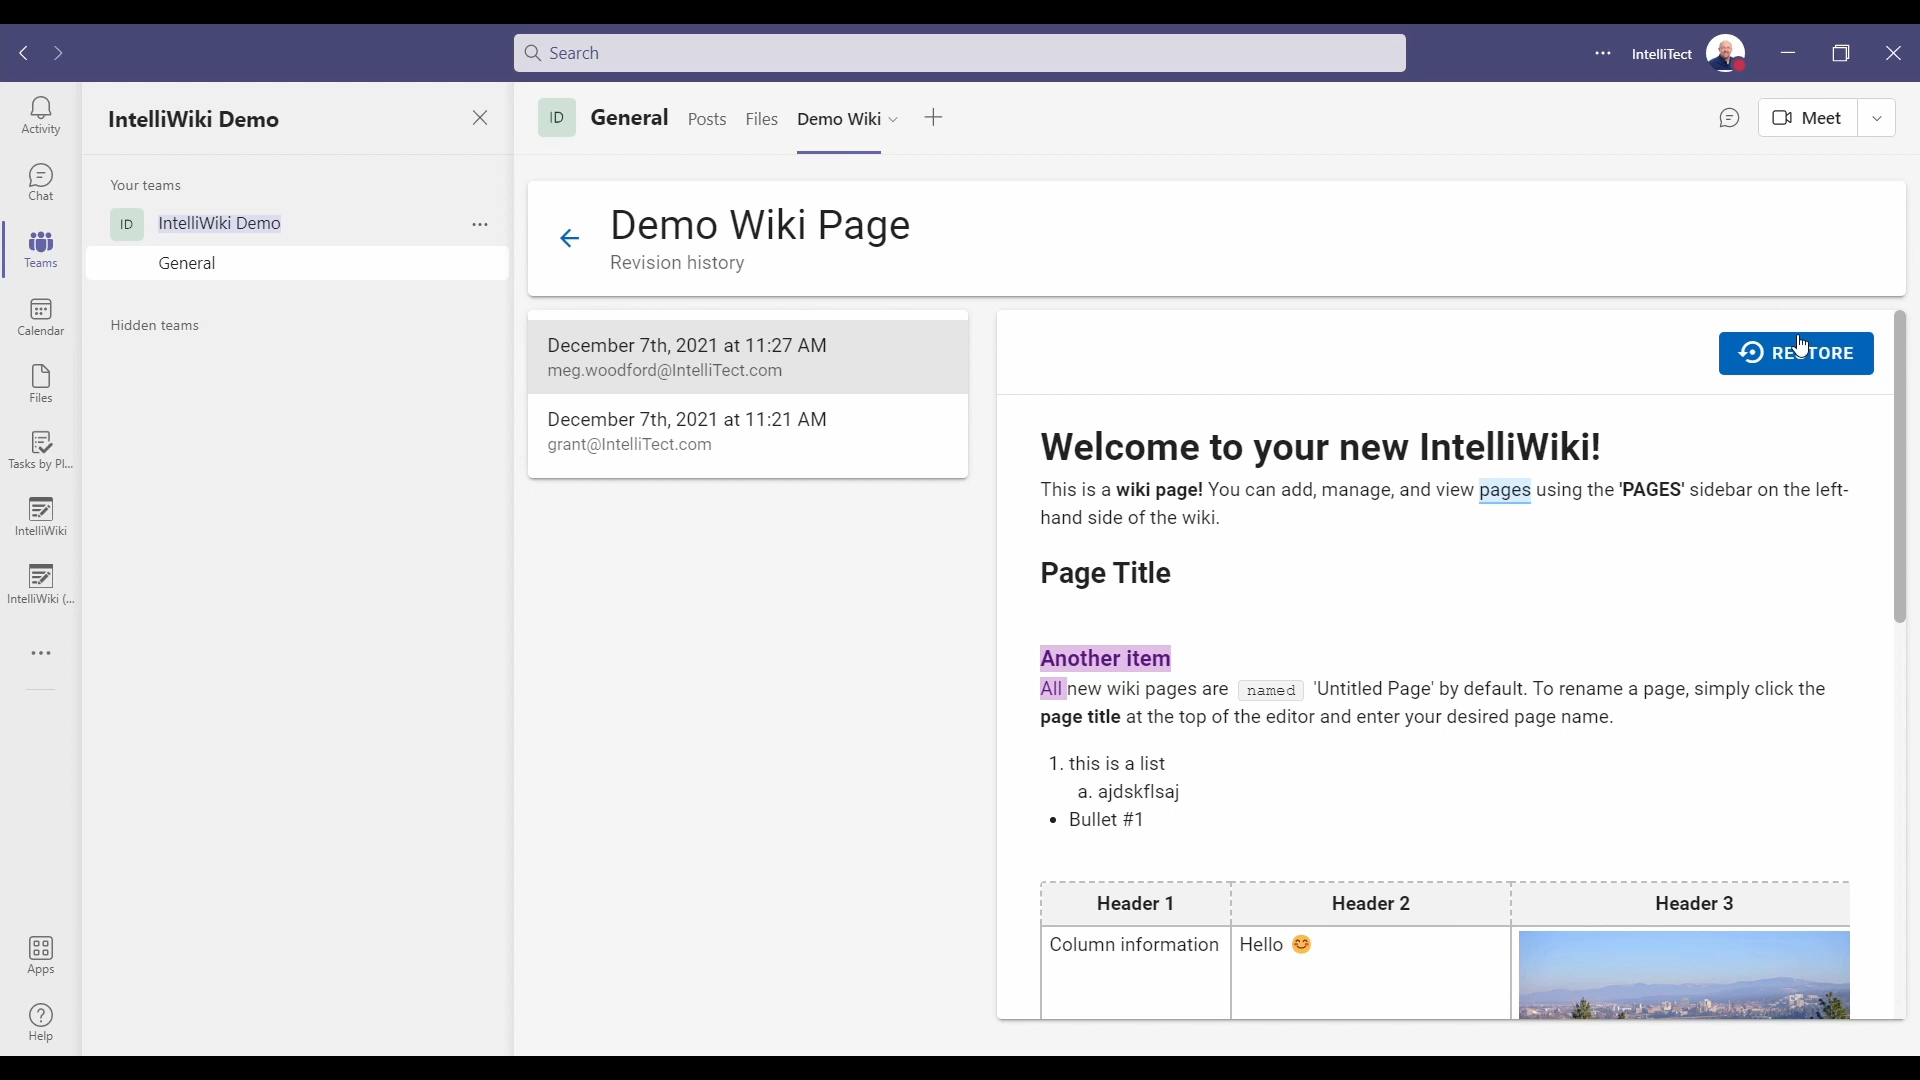 Search
IntelliTect
Activity
Chat
Teams
Calendar
Files
Tasks by Pl...
IntelliWiki
IntelliWiki (...
Apps
Help
IntelliWiki Demo
Your teams
ID IntelliWiki Demo
General
Hidden teams
ID General Posts Files Demo Wiki
Meet
Demo Wiki Page
Revision history
December 7th, 2021 at 11:27 AM
meg.woodford@IntelliTect.com
December 7th, 2021 at 11:21 AM
grant@IntelliTect.com
RESTORE
Welcome to your new IntelliWiki!
This is a wiki page! You can add, manage, and view pages using the 'PAGES' sidebar on the left-
hand side of the wiki.
Page Title
Another item
All new wiki pages are named 'Untitled Page' by default. To rename a page, simply click the
page title at the top of the editor and enter your desired page name.
1. this is a list
a. ajdskflsaj
• Bullet #1
Header 1 Header 2 Header 3
Column information Hello 😊